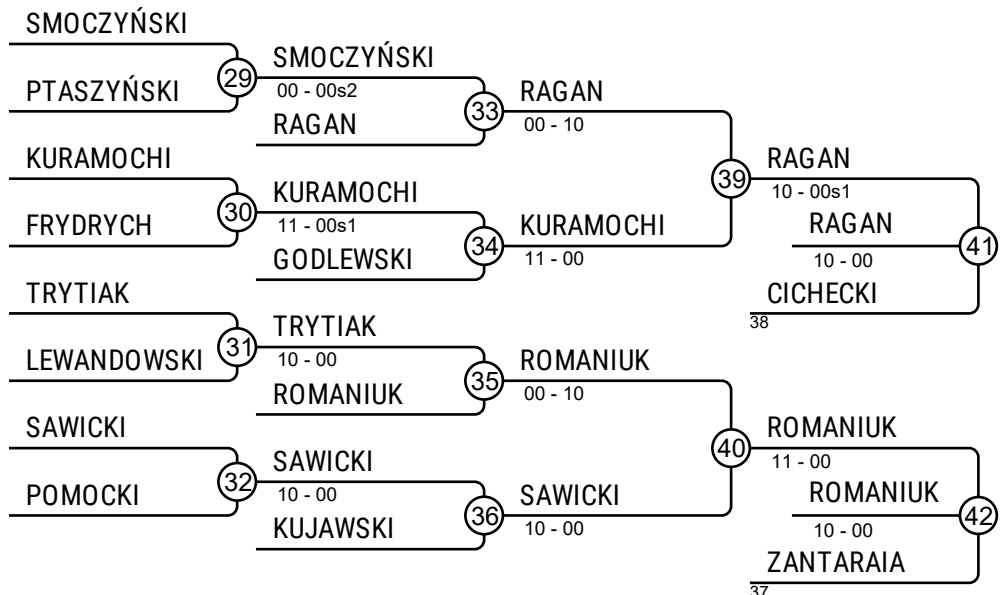 SMOCZYŃSKI
PTASZYŃSKI
29
SMOCZYŃSKI
00 - 00s2
RAGAN
33
RAGAN
00 - 10
KURAMOCHI
FRYDRYCH
30
KURAMOCHI
11 - 00s1
GODLEWSKI
34
KURAMOCHI
11 - 00
39
RAGAN
10 - 00s1
RAGAN
10 - 00
41
CICHECKI
38
TRYTIAK
LEWANDOWSKI
31
TRYTIAK
10 - 00
ROMANIUK
35
ROMANIUK
00 - 10
SAWICKI
POMOCKI
32
SAWICKI
10 - 00
KUJAWSKI
36
SAWICKI
10 - 00
40
ROMANIUK
11 - 00
ROMANIUK
10 - 00
42
ZANTARAIA
37